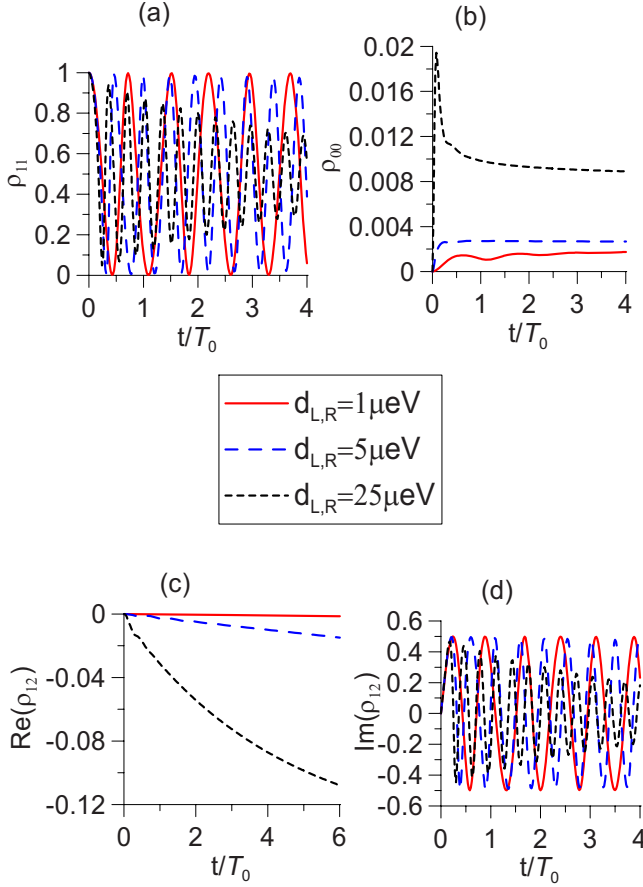 (a)
ρ11
1
0.8
0.6
0.4
0.2
0
0 1 2 3 4
t/T0
(b)
ρ00
0.02
0.016
0.012
0.008
0.004
0
0 1 2 3 4
t/T0
dL,R=1μeV
dL,R=5μeV
dL,R=25μeV
(c)
Re(ρ12)
0
-0.04
-0.08
-0.12
0 2 4 6
t/T0
(d)
Im(ρ12)
0.6
0.4
0.2
0
-0.2
-0.4
-0.6
0 1 2 3 4
t/T0